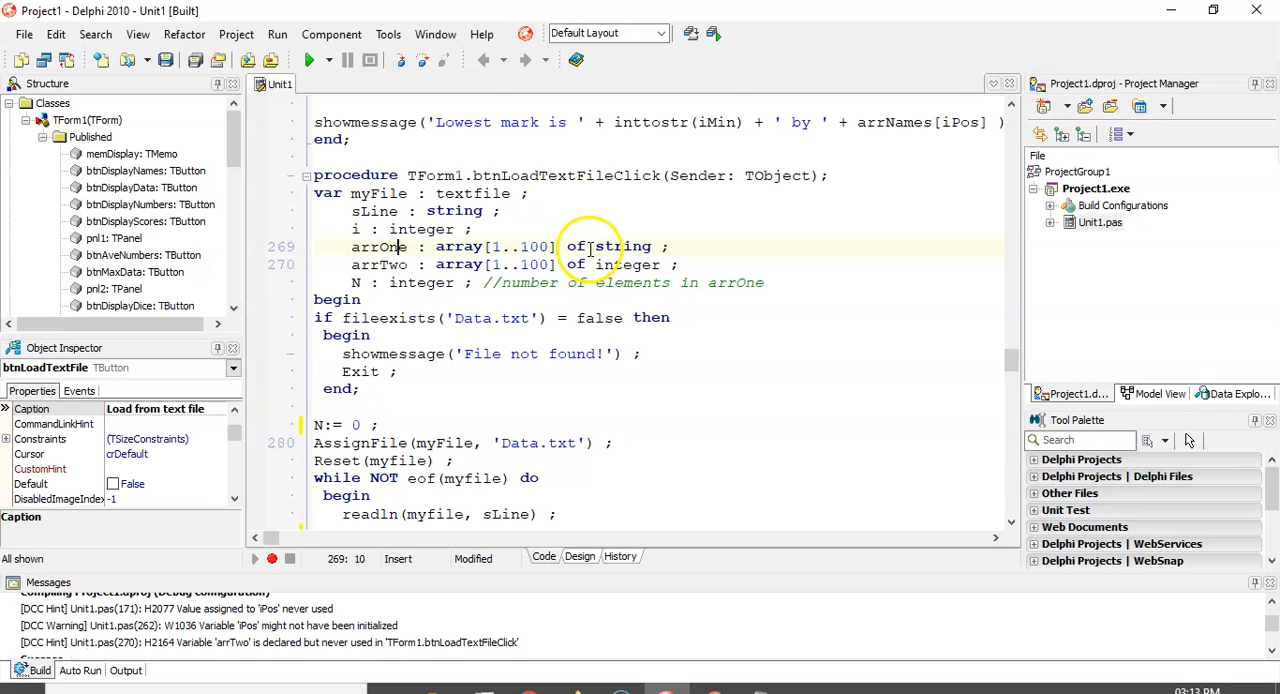 Project1 - Delphi 2010 - Unit1 [Built]
File Edit Search View Refactor Project Run Component Tools Window Help Default Layout
Structure
Classes
TForm1(TForm)
Published
memDisplay: TMemo
btnDisplayNames: TButton
btnDisplayData: TButton
btnDisplayNumbers: TButton
btnDisplayScores: TButton
pnl1: TPanel
btnAveNumbers: TButton
btnMaxData: TButton
pnl2: TPanel
btnDisplayDice: TButton
Object Inspector
btnLoadTextFile TButton
Properties Events
Caption Load from text file
CommandLinkHint
Constraints (TSizeConstraints)
Cursor crDefault
CustomHint
Default False
DisabledImageIndex -1
Caption
All shown
Unit1
showmessage('Lowest mark is ' + inttostr(iMin) + ' by ' + arrNames[iPos] )
end;
procedure TForm1.btnLoadTextFileClick(Sender: TObject);
var myFile : textfile ;
sLine : string ;
i : integer ;
269 arrOne : array[1..100] of string ;
270 arrTwo : array[1..100] of integer ;
N : integer ; //number of elements in arrOne
begin
if fileexists('Data.txt') = false then
begin
showmessage('File not found!') ;
Exit ;
end;
N:= 0 ;
280 AssignFile(myFile, 'Data.txt') ;
Reset(myfile) ;
while NOT eof(myfile) do
begin
readln(myfile, sLine) ;
269: 10 Insert Modified Code Design History
Project1.dproj - Project Manager
File
ProjectGroup1
Project1.exe
Build Configurations
Unit1.pas
Project1.d... Model View Data Explo...
Tool Palette
Search
Delphi Projects
Delphi Projects | Delphi Files
Other Files
Unit Test
Web Documents
Delphi Projects | WebServices
Delphi Projects | WebSnap
Messages
Compiling Project1.dproj (Debug configuration)
[DCC Hint] Unit1.pas(171): H2077 Value assigned to 'iPos' never used
[DCC Warning] Unit1.pas(262): W1036 Variable 'iPos' might not have been initialized
[DCC Hint] Unit1.pas(270): H2164 Variable 'arrTwo' is declared but never used in 'TForm1.btnLoadTextFileClick'
Build Auto Run Output
03:13 PM